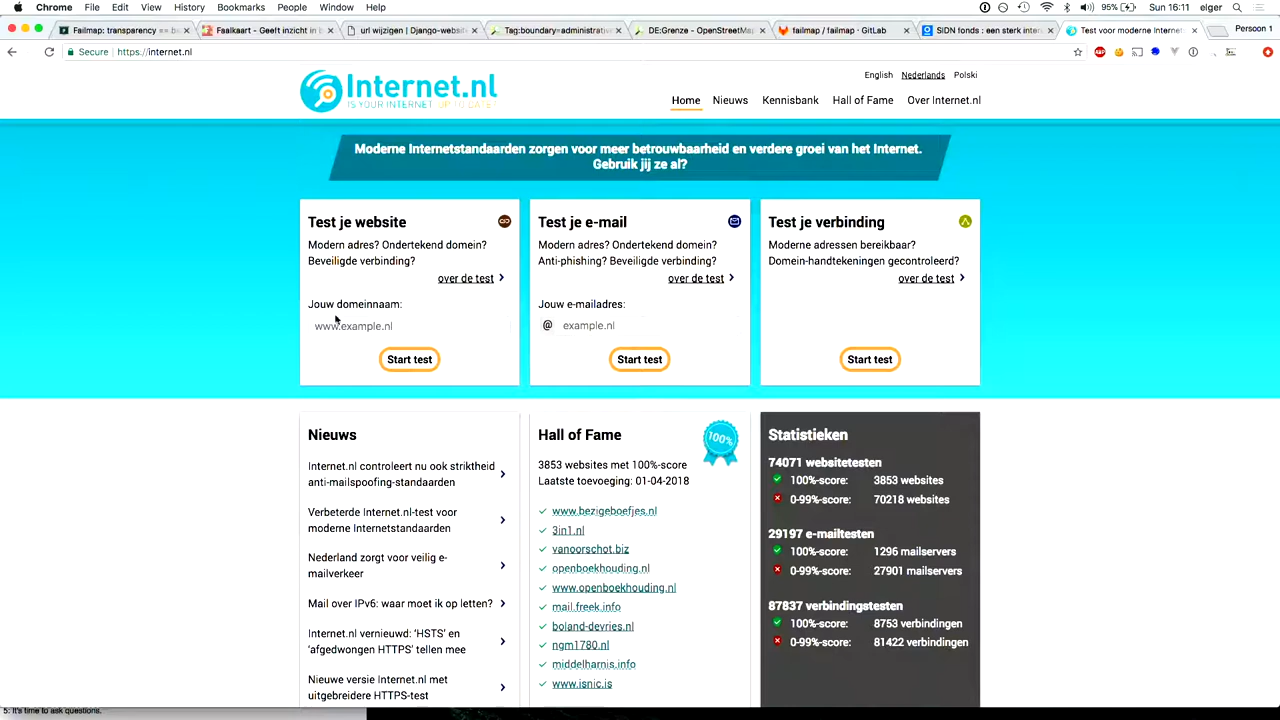 Chrome File Edit View History Bookmarks People Window Help 95% Sun 16:11 elger
Failmap: transparency == be Faalkaart - Geeft inzicht in b url wijzigen | Django-website Tag:boundary=administrativ DE:Grenze - OpenStreetMap failmap / failmap · GitLab SIDN fonds : een sterk intern Test voor moderne Internets Persoon 1
Secure https://internet.nl
English Nederlands Polski
Internet.nl
IS YOUR INTERNET UP TO DATE?
Home Nieuws Kennisbank Hall of Fame Over Internet.nl
Moderne Internetstandaarden zorgen voor meer betrouwbaarheid en verdere groei van het Internet.
Gebruik jij ze al?
Test je website
Modern adres? Ondertekend domein?
Beveiligde verbinding?
over de test
Jouw domeinnaam:
www.example.nl
Start test
Test je e-mail
Modern adres? Ondertekend domein?
Anti-phishing? Beveiligde verbinding?
over de test
Jouw e-mailadres:
@ example.nl
Start test
Test je verbinding
Moderne adressen bereikbaar?
Domein-handtekeningen gecontroleerd?
over de test
Start test
Nieuws
Internet.nl controleert nu ook striktheid
anti-mailspoofing-standaarden
Verbeterde Internet.nl-test voor
moderne Internetstandaarden
Nederland zorgt voor veilig e-
mailverkeer
Mail over IPv6: waar moet ik op letten?
Internet.nl vernieuwd: 'HSTS' en
'afgedwongen HTTPS' tellen mee
Nieuwe versie Internet.nl met
uitgebreidere HTTPS-test
Hall of Fame
100%
3853 websites met 100%-score
Laatste toevoeging: 01-04-2018
www.bezigeboefjes.nl
3in1.nl
vanoorschot.biz
openboekhouding.nl
www.openboekhouding.nl
mail.freek.info
boland-devries.nl
ngm1780.nl
middelharnis.info
www.isnic.is
Statistieken
74071 websitetesten
100%-score: 3853 websites
0-99%-score: 70218 websites
29197 e-mailtesten
100%-score: 1296 mailservers
0-99%-score: 27901 mailservers
87837 verbindingstesten
100%-score: 8753 verbindingen
0-99%-score: 81422 verbindingen
5: It's time to ask questions.